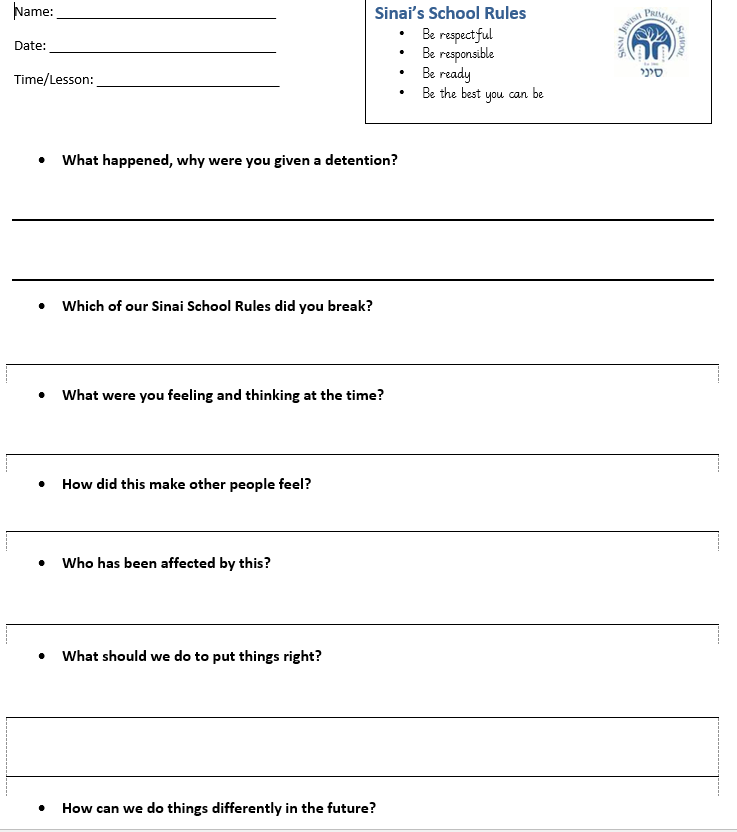 Name: ___________________________
Date: ____________________________
Time/Lesson: ______________________
Sinai's School Rules
• Be respectful
• Be responsible
• Be ready
• Be the best you can be
SINAI JEWISH PRIMARY SCHOOL
סיני
• What happened, why were you given a detention?
• Which of our Sinai School Rules did you break?
• What were you feeling and thinking at the time?
• How did this make other people feel?
• Who has been affected by this?
• What should we do to put things right?
• How can we do things differently in the future?